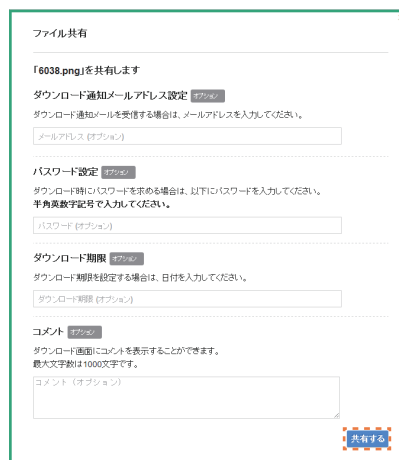 ファイル共有
「6038.png」を共有します
ダウンロード通知メールアドレス設定 オプション
ダウンロード通知メールを受信する場合は、メールアドレスを入力してください。
メールアドレス (オプション)
パスワード設定 オプション
ダウンロード時にパスワードを求める場合は、以下にパスワードを入力してください。
半角英数字記号で入力してください。
パスワード (オプション)
ダウンロード期限 オプション
ダウンロード期限を設定する場合は、日付を入力してください。
ダウンロード期限 (オプション)
コメント オプション
ダウンロード画面にコメントを表示することができます。
最大文字数は1000文字です。
コメント (オプション)
共有する